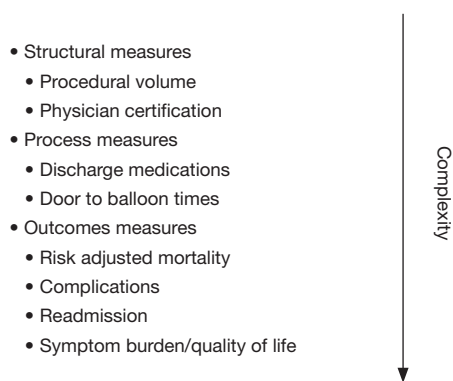 • Structural measures
• Procedural volume
• Physician certification
• Process measures
• Discharge medications
• Door to balloon times
• Outcomes measures
• Risk adjusted mortality
• Complications
• Readmission
• Symptom burden/quality of life
Complexity